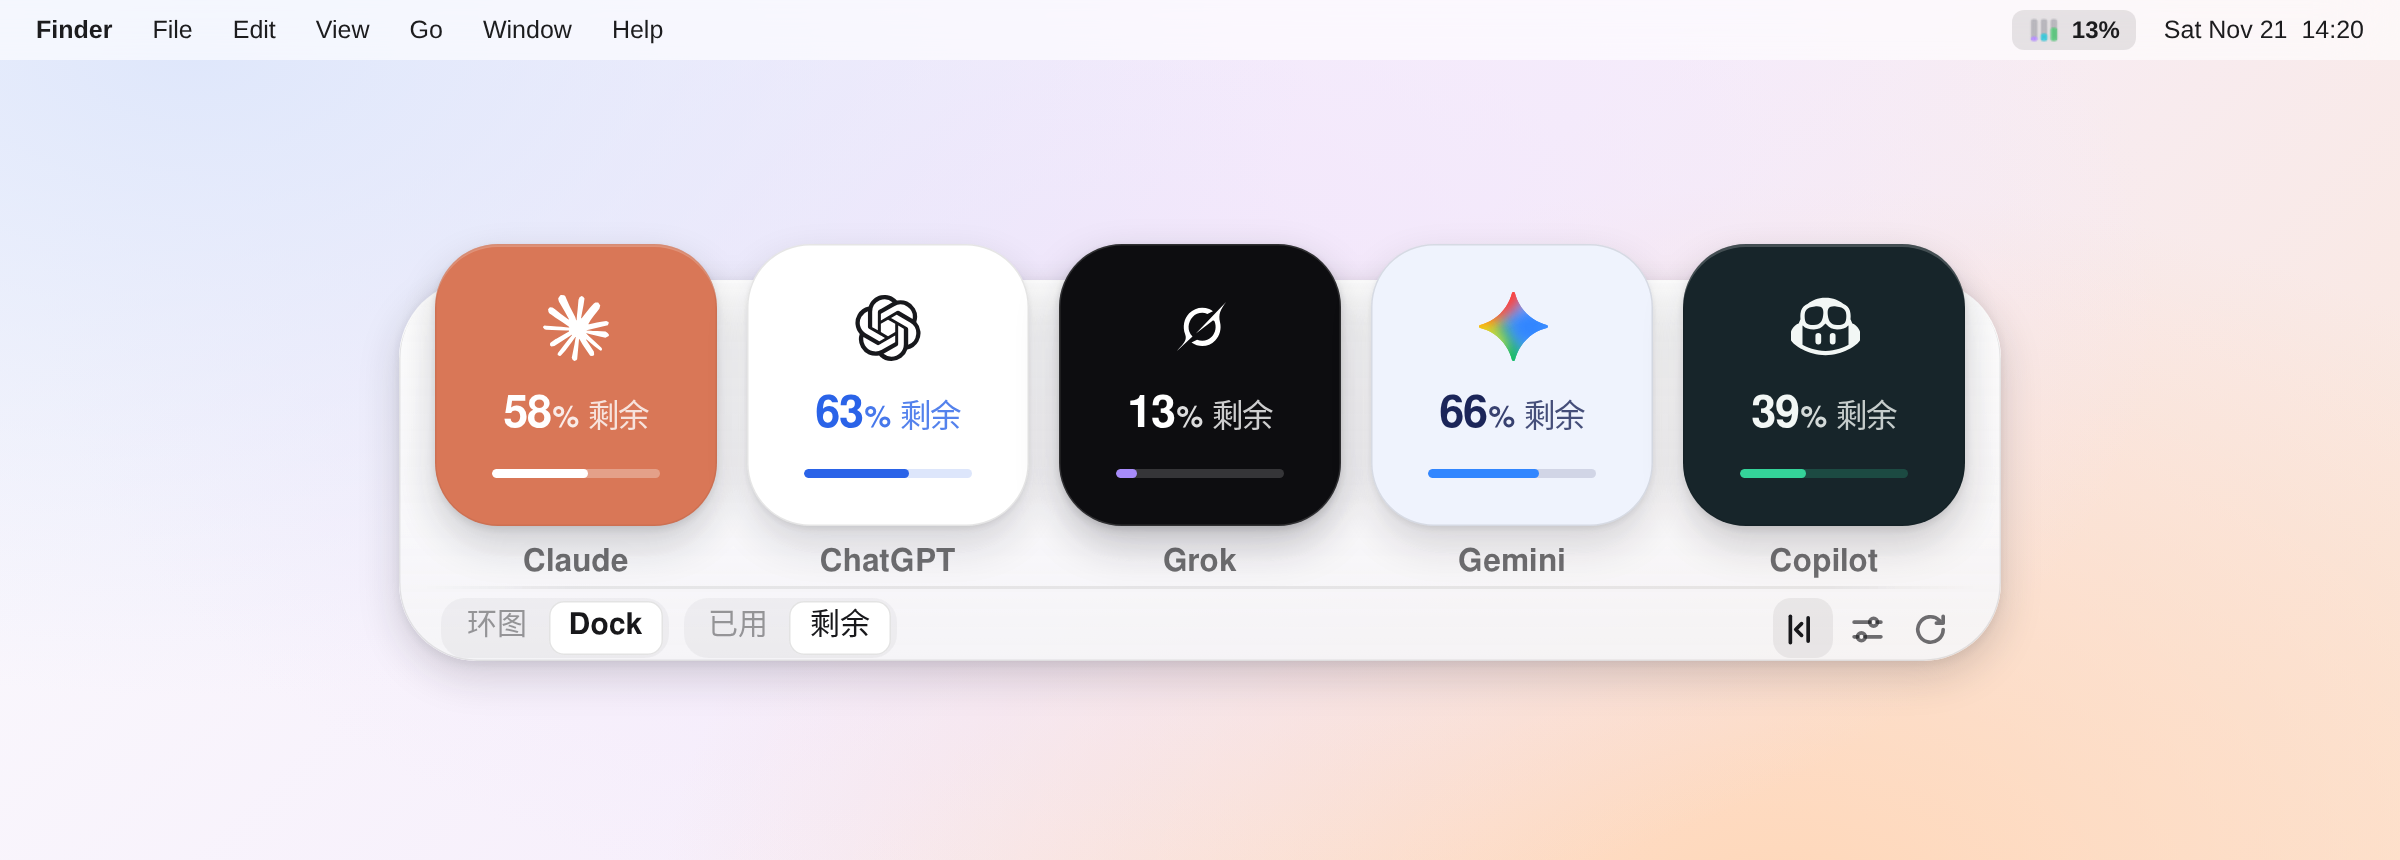 Finder File Edit View Go Window Help 13% Sat Nov 21 14:20
58% 剩余 63% 剩余 13% 剩余 66% 剩余 39% 剩余
Claude ChatGPT Grok Gemini Copilot
环图 Dock 已用 剩余